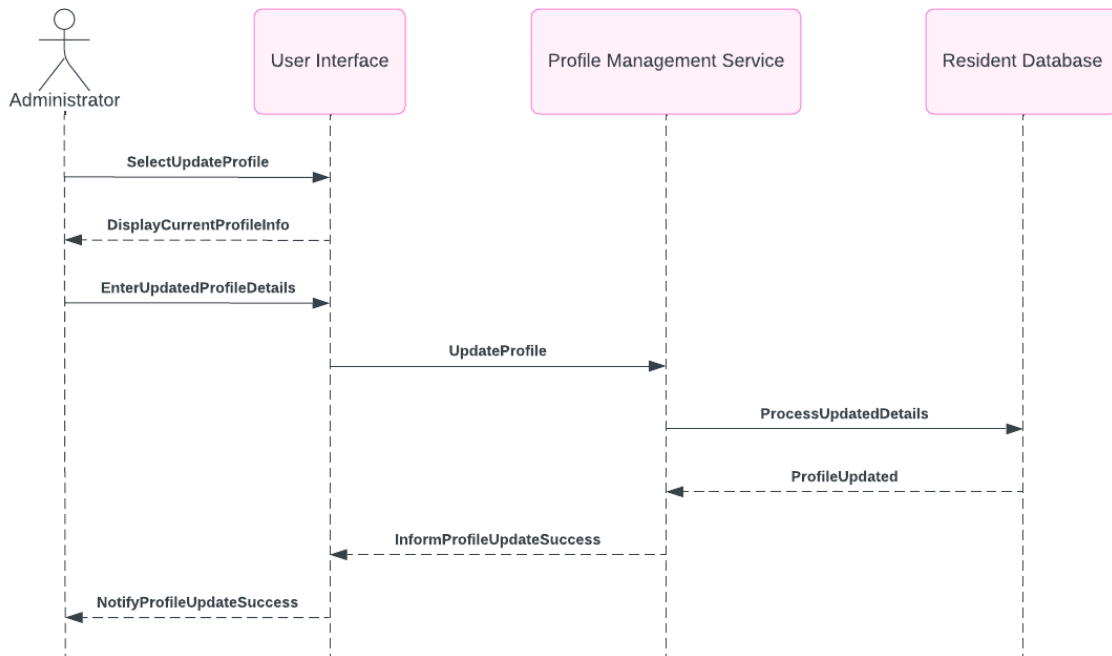 User Interface
Profile Management Service
Resident Database
Administrator
SelectUpdateProfile
DisplayCurrentProfileInfo
EnterUpdatedProfileDetails
UpdateProfile
ProcessUpdatedDetails
ProfileUpdated
InformProfileUpdateSuccess
NotifyProfileUpdateSuccess